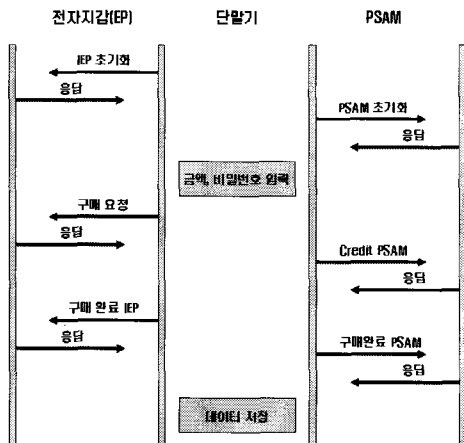 전자지갑(EP) 단말기 PSAM
IEP 초기화
응답
PSAM 초기화
응답
금액, 비밀번호 입력
구매 요청
응답
Credit PSAM
응답
구매 완료 IEP
응답
구매완료 PSAM
응답
데이터 저장